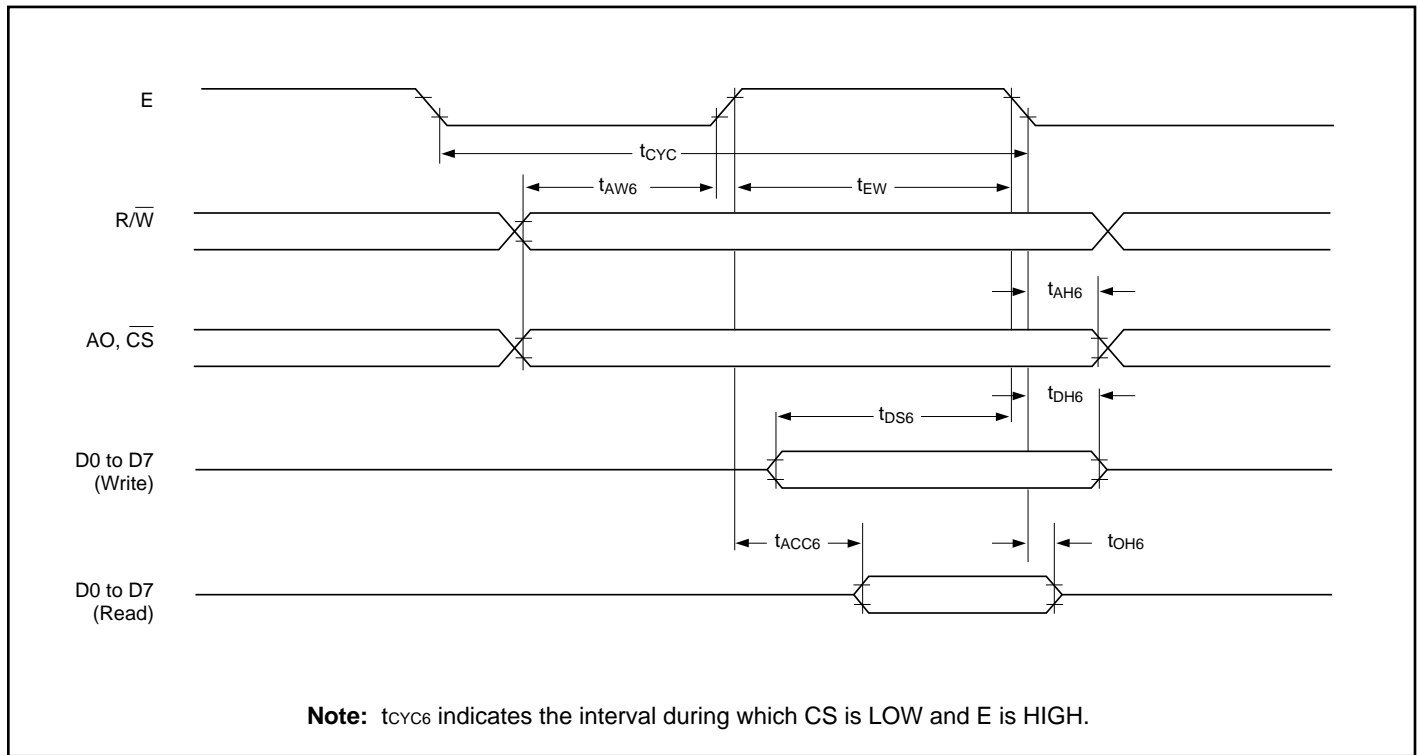 E
tCYC
tAW6
tEW
R/W
tAH6
AO, CS
tDH6
tDS6
D0 to D7
(Write)
tACC6
tOH6
D0 to D7
(Read)
Note: tCYC6 indicates the interval during which CS is LOW and E is HIGH.